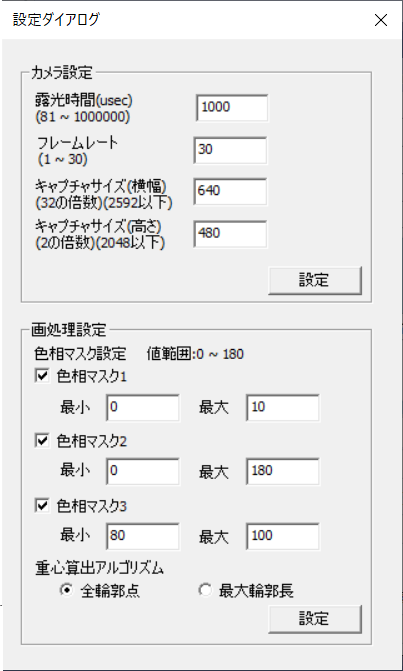 設定ダイアログ
カメラ設定
露光時間(usec)
(81 ~ 1000000)
1000
フレームレート
(1 ~ 30)
30
キャプチャサイズ(横幅)
(32の倍数)(2592以下)
640
キャプチャサイズ(高さ)
(2の倍数)(2048以下)
480
設定
画処理設定
色相マスク設定 値範囲:0 ~ 180
色相マスク1
最小 0 最大 10
色相マスク2
最小 0 最大 180
色相マスク3
最小 80 最大 100
重心算出アルゴリズム
全輪郭点 最大輪郭長
設定